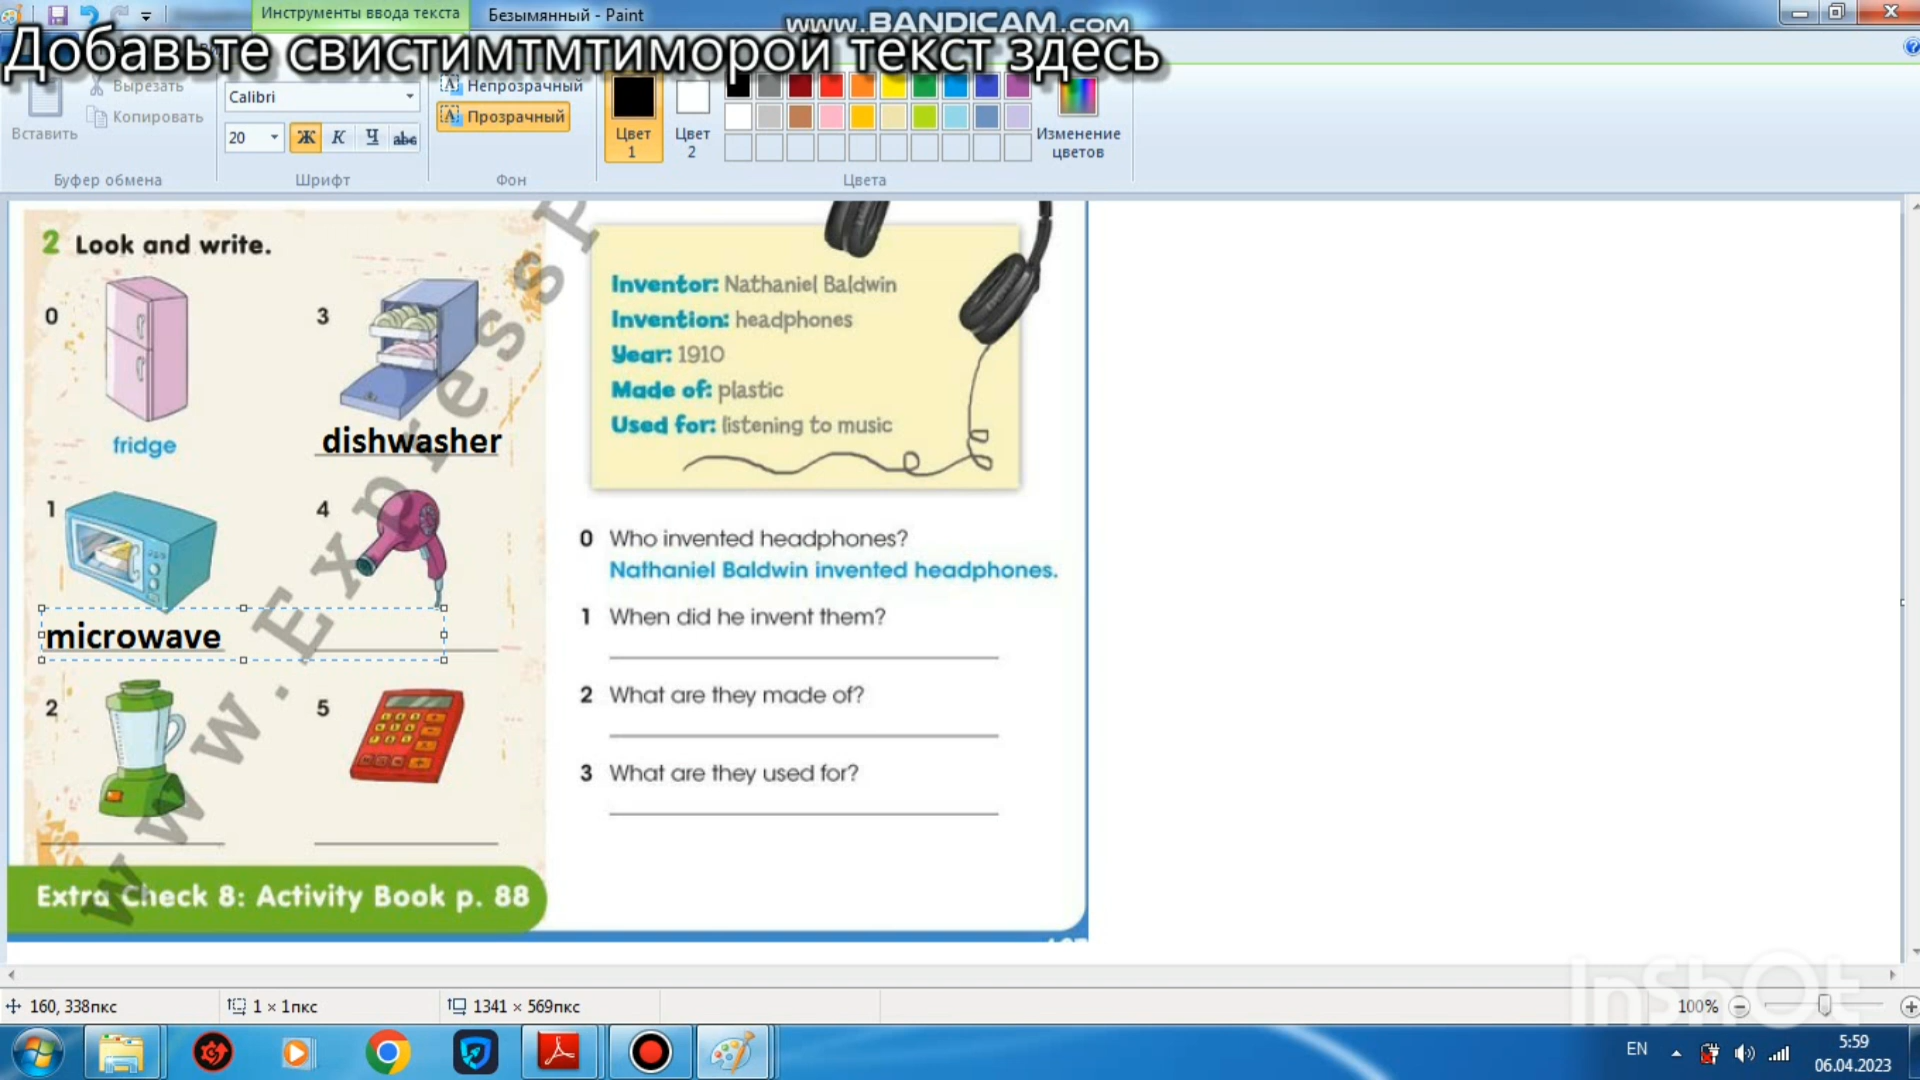 Инструменты ввода текста
Безымянный - Paint
www.BANDICAM.com
Добавьте свистимтмтиморой текст здесь
Вставить
Вырезать
Копировать
Буфер обмена
Calibri
20
Ж К Ч abc
Шрифт
Непрозрачный
Прозрачный
Фон
Цвет 1
Цвет 2
Изменение цветов
Цвета
2 Look and write.
0
fridge
3
dishwasher
1
microwave
4
2
5
www.Express
Extra Check 8: Activity Book p. 88
Inventor: Nathaniel Baldwin
Invention: headphones
Year: 1910
Made of: plastic
Used for: listening to music
0 Who invented headphones?
Nathaniel Baldwin invented headphones.
1 When did he invent them?
2 What are they made of?
3 What are they used for?
InShOt
160, 338пкс
1 × 1пкс
1341 × 569пкс
100%
EN
5:59
06.04.2023